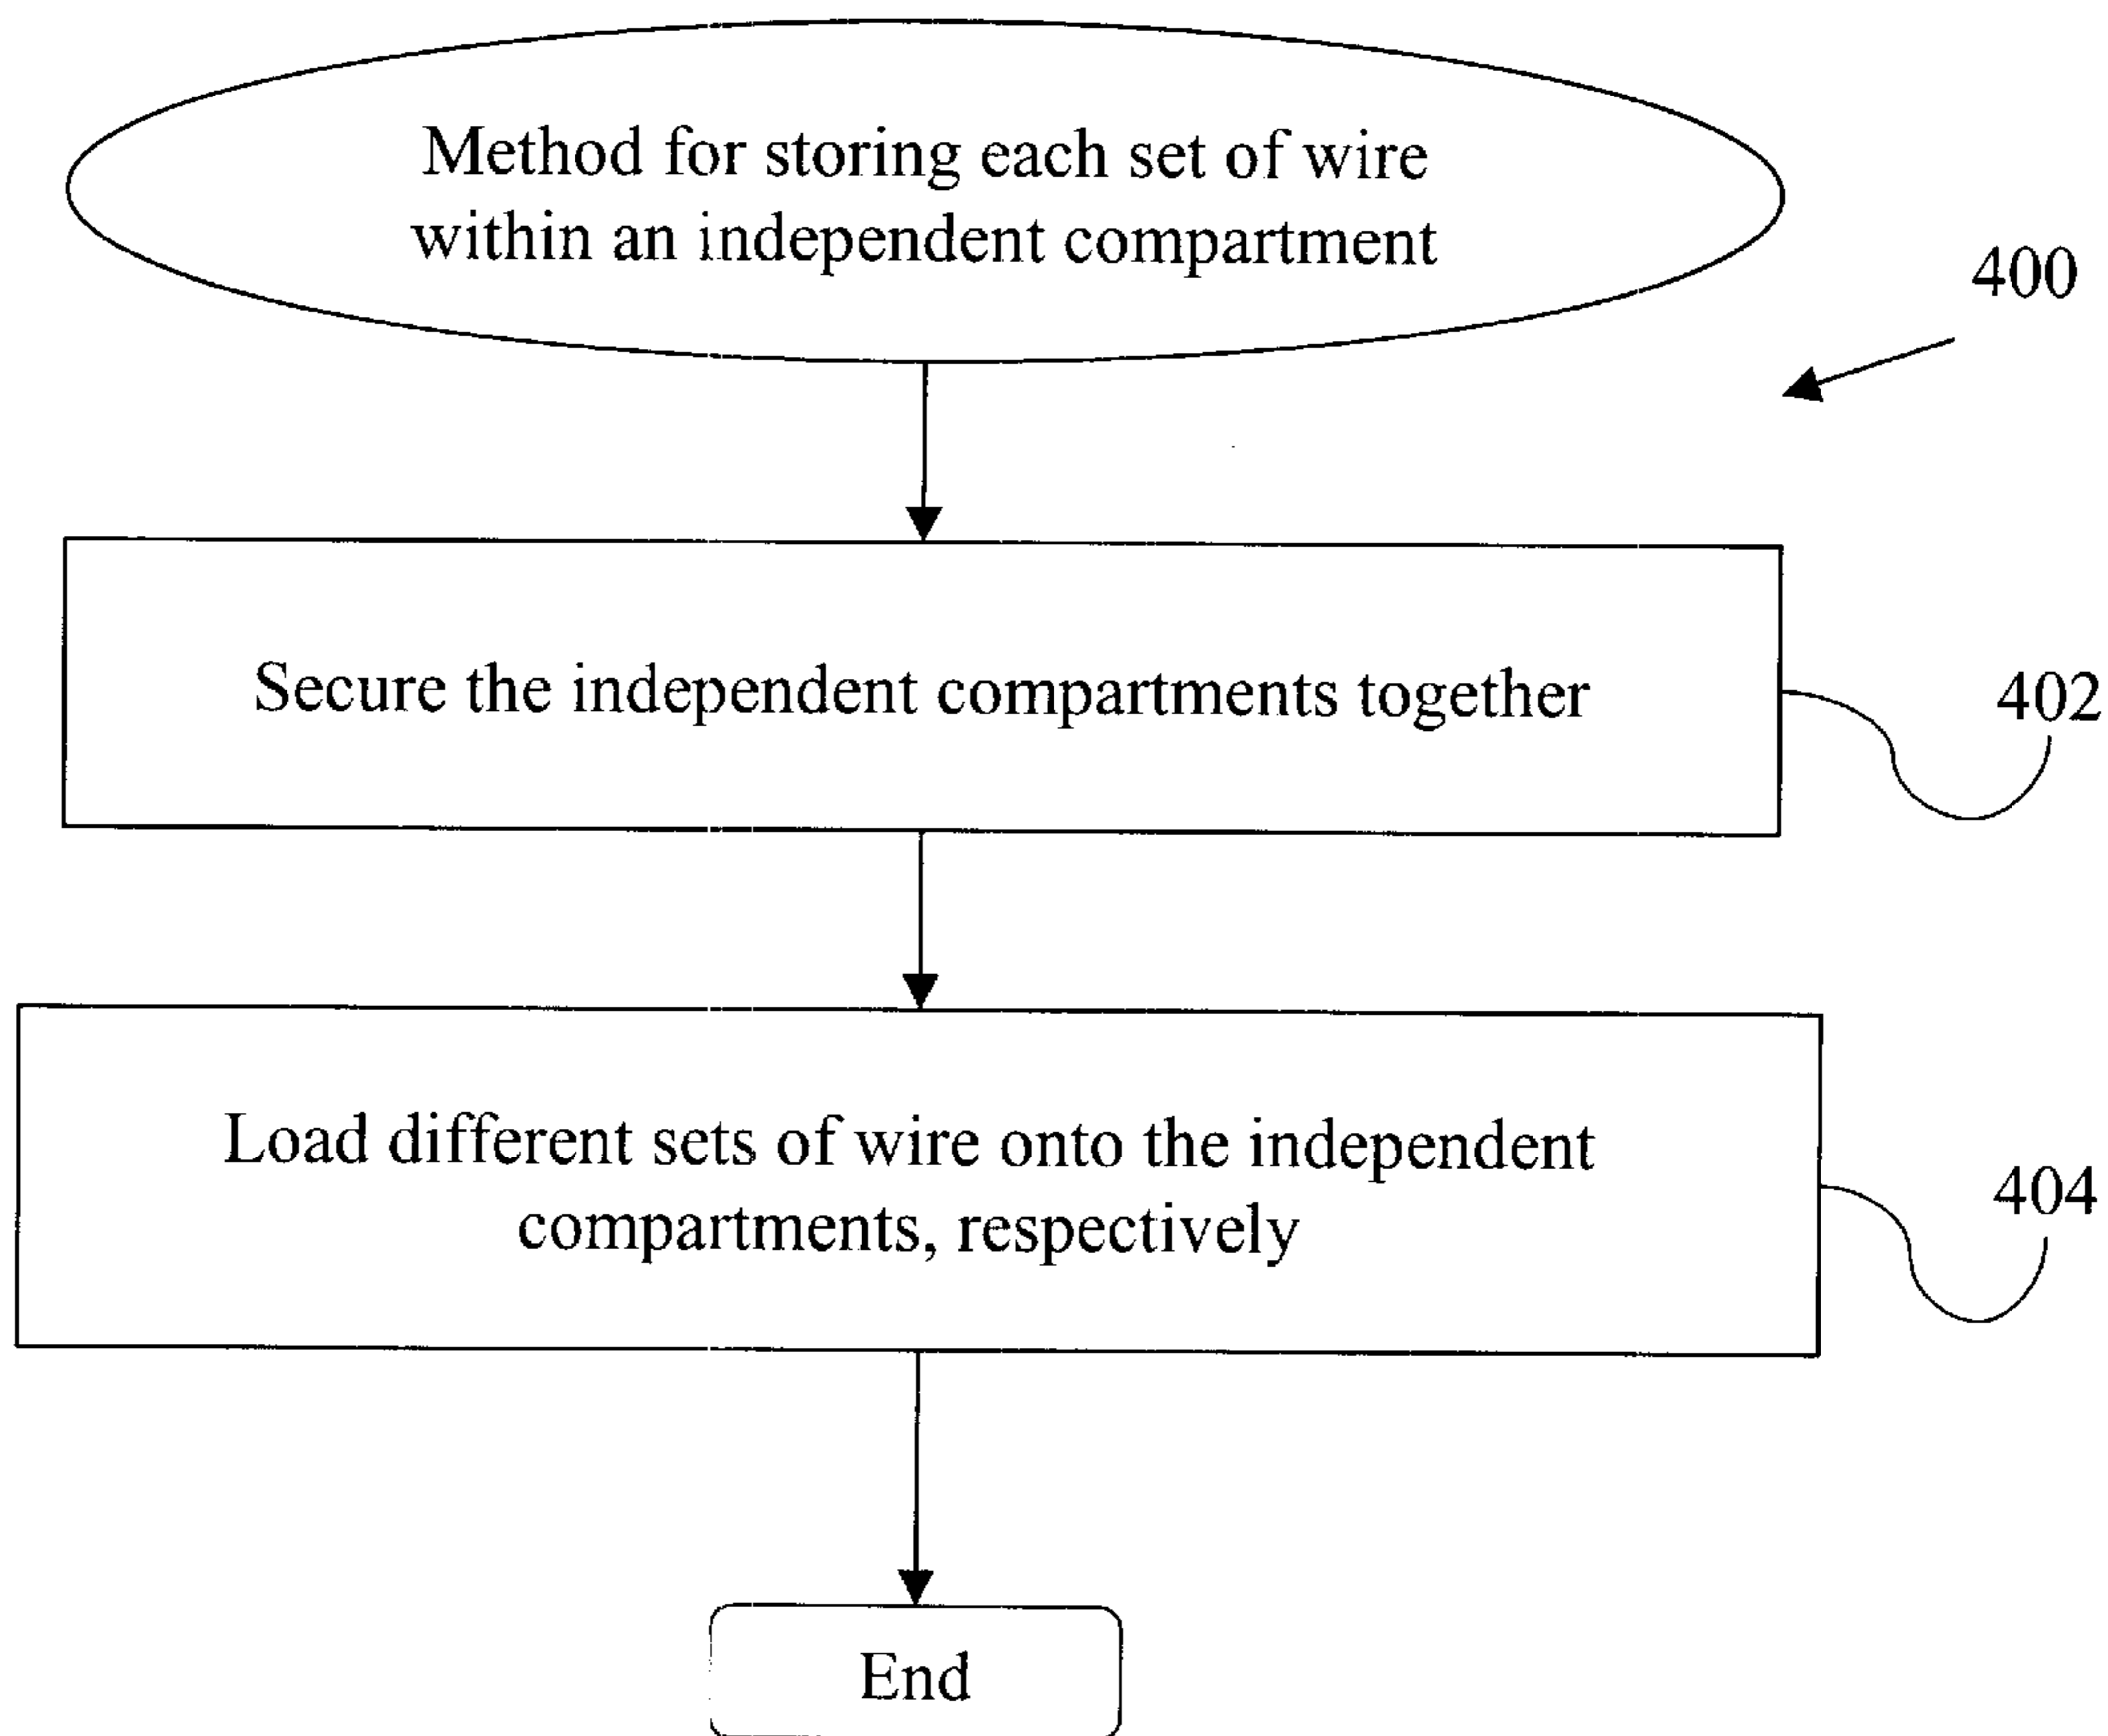 Method for storing each set of wire
within an independent compartment
400
Secure the independent compartments together
402
Load different sets of wire onto the independent
compartments, respectively
404
End